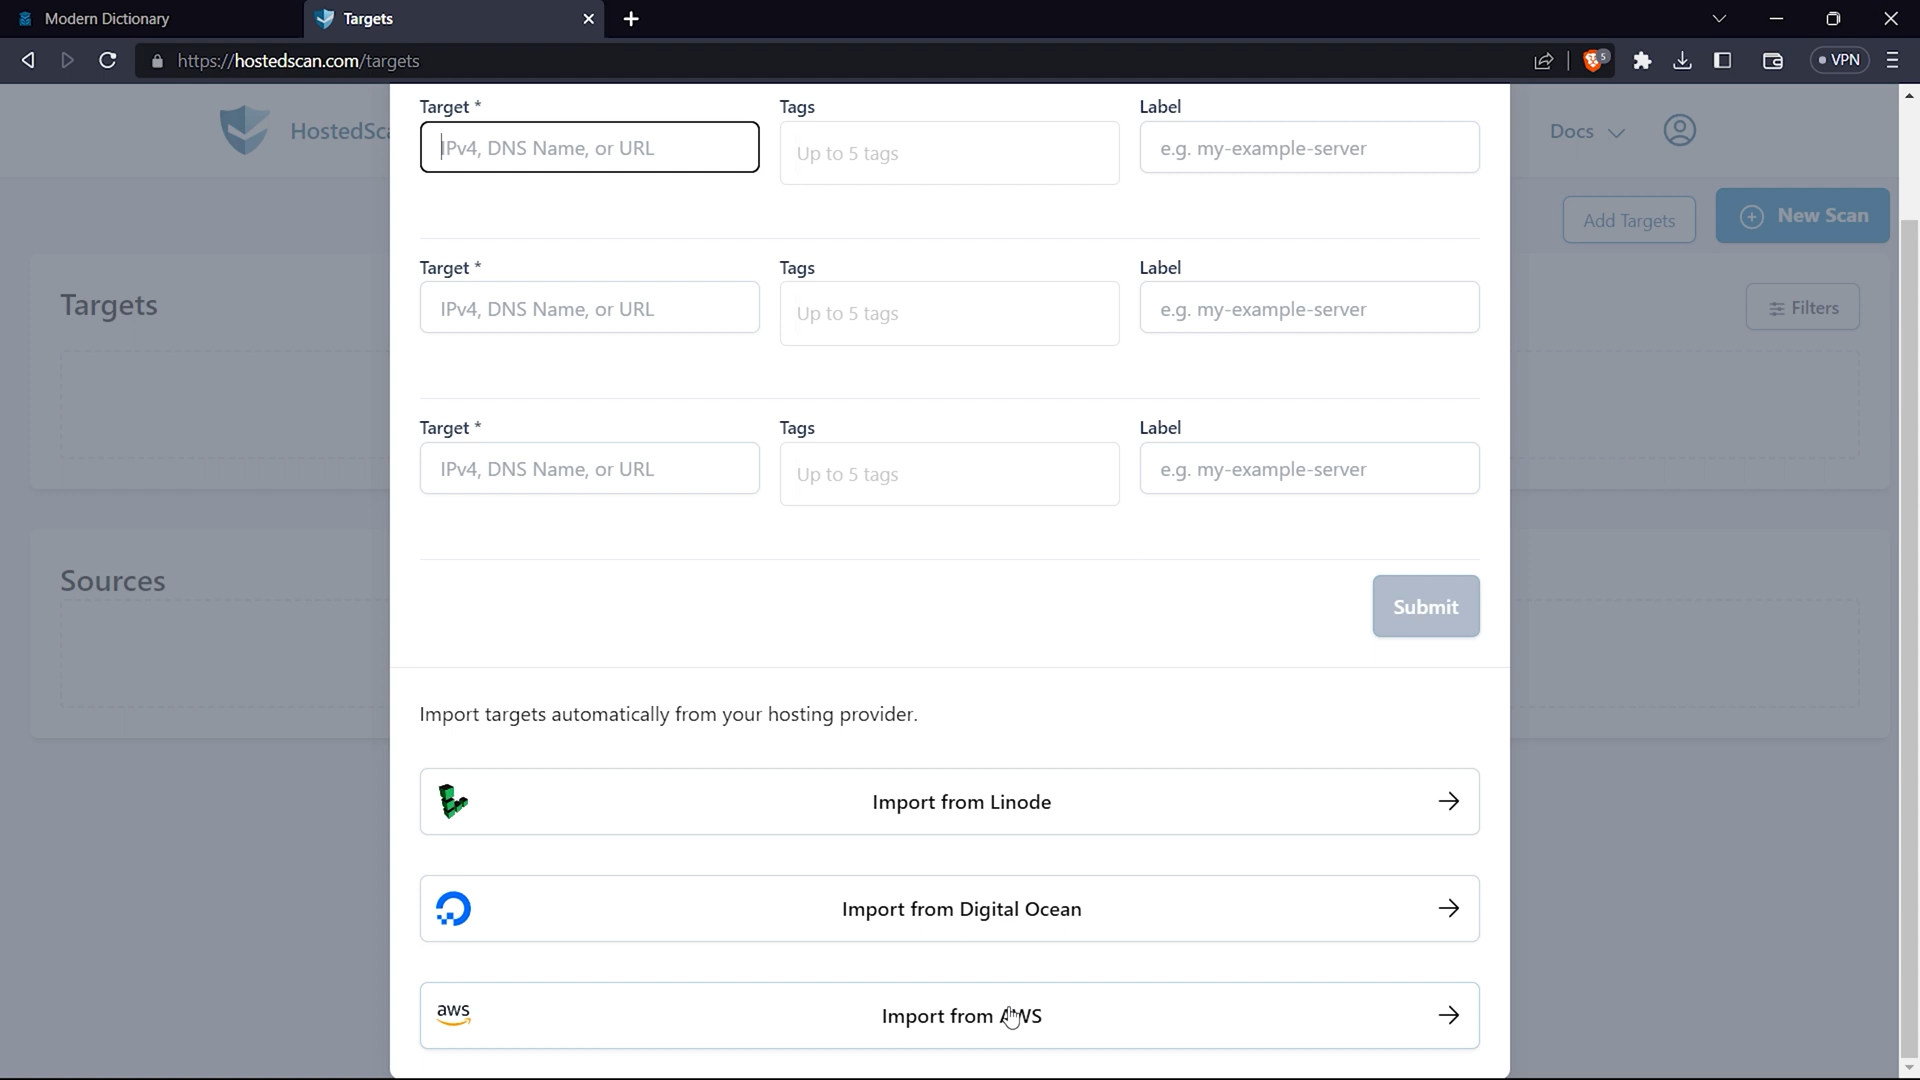 Modern Dictionary
Targets
https://hostedscan.com/targets
5
VPN
HostedSca
Docs
Add Targets
New Scan
Targets
Filters
Sources
Target *
Tags
Label
IPv4, DNS Name, or URL
Up to 5 tags
e.g. my-example-server
Target *
Tags
Label
IPv4, DNS Name, or URL
Up to 5 tags
e.g. my-example-server
Target *
Tags
Label
IPv4, DNS Name, or URL
Up to 5 tags
e.g. my-example-server
Submit
Import targets automatically from your hosting provider.
Import from Linode
Import from Digital Ocean
aws
Import from AWS